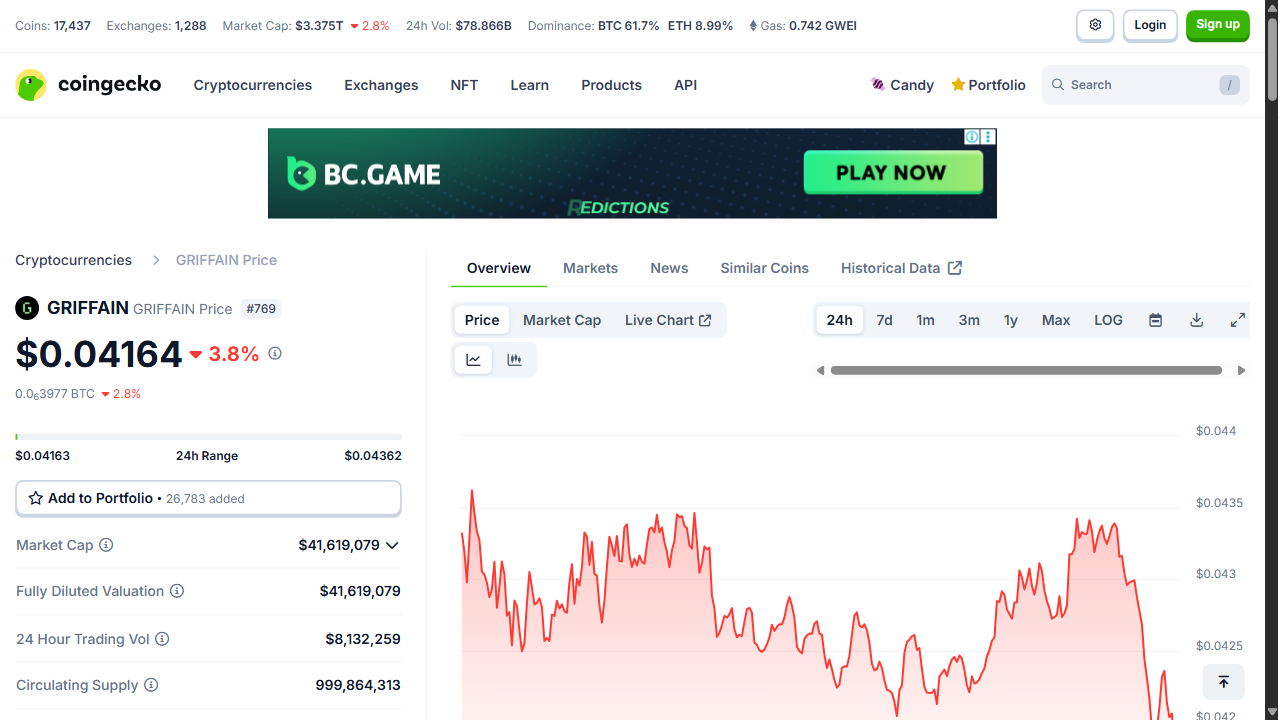 Coins: 17,437 Exchanges: 1,288 Market Cap: $3.375T 2.8% 24h Vol: $78.866B Dominance: BTC 61.7% ETH 8.99% Gas: 0.742 GWEI Login Sign up
coingecko Cryptocurrencies Exchanges NFT Learn Products API Candy Portfolio Search /
BC.GAME PLAY NOW
REDICTIONS
Cryptocurrencies GRIFFAIN Price
GRIFFAIN GRIFFAIN Price #769
$0.04164 3.8%
0.0₆3977 BTC 2.8%
$0.04163 24h Range $0.04362
Add to Portfolio • 26,783 added
Market Cap $41,619,079
Fully Diluted Valuation $41,619,079
24 Hour Trading Vol $8,132,259
Circulating Supply 999,864,313
Overview Markets News Similar Coins Historical Data
Price Market Cap Live Chart 24h 7d 1m 3m 1y Max LOG
$0.044
$0.0435
$0.043
$0.0425
$0.042